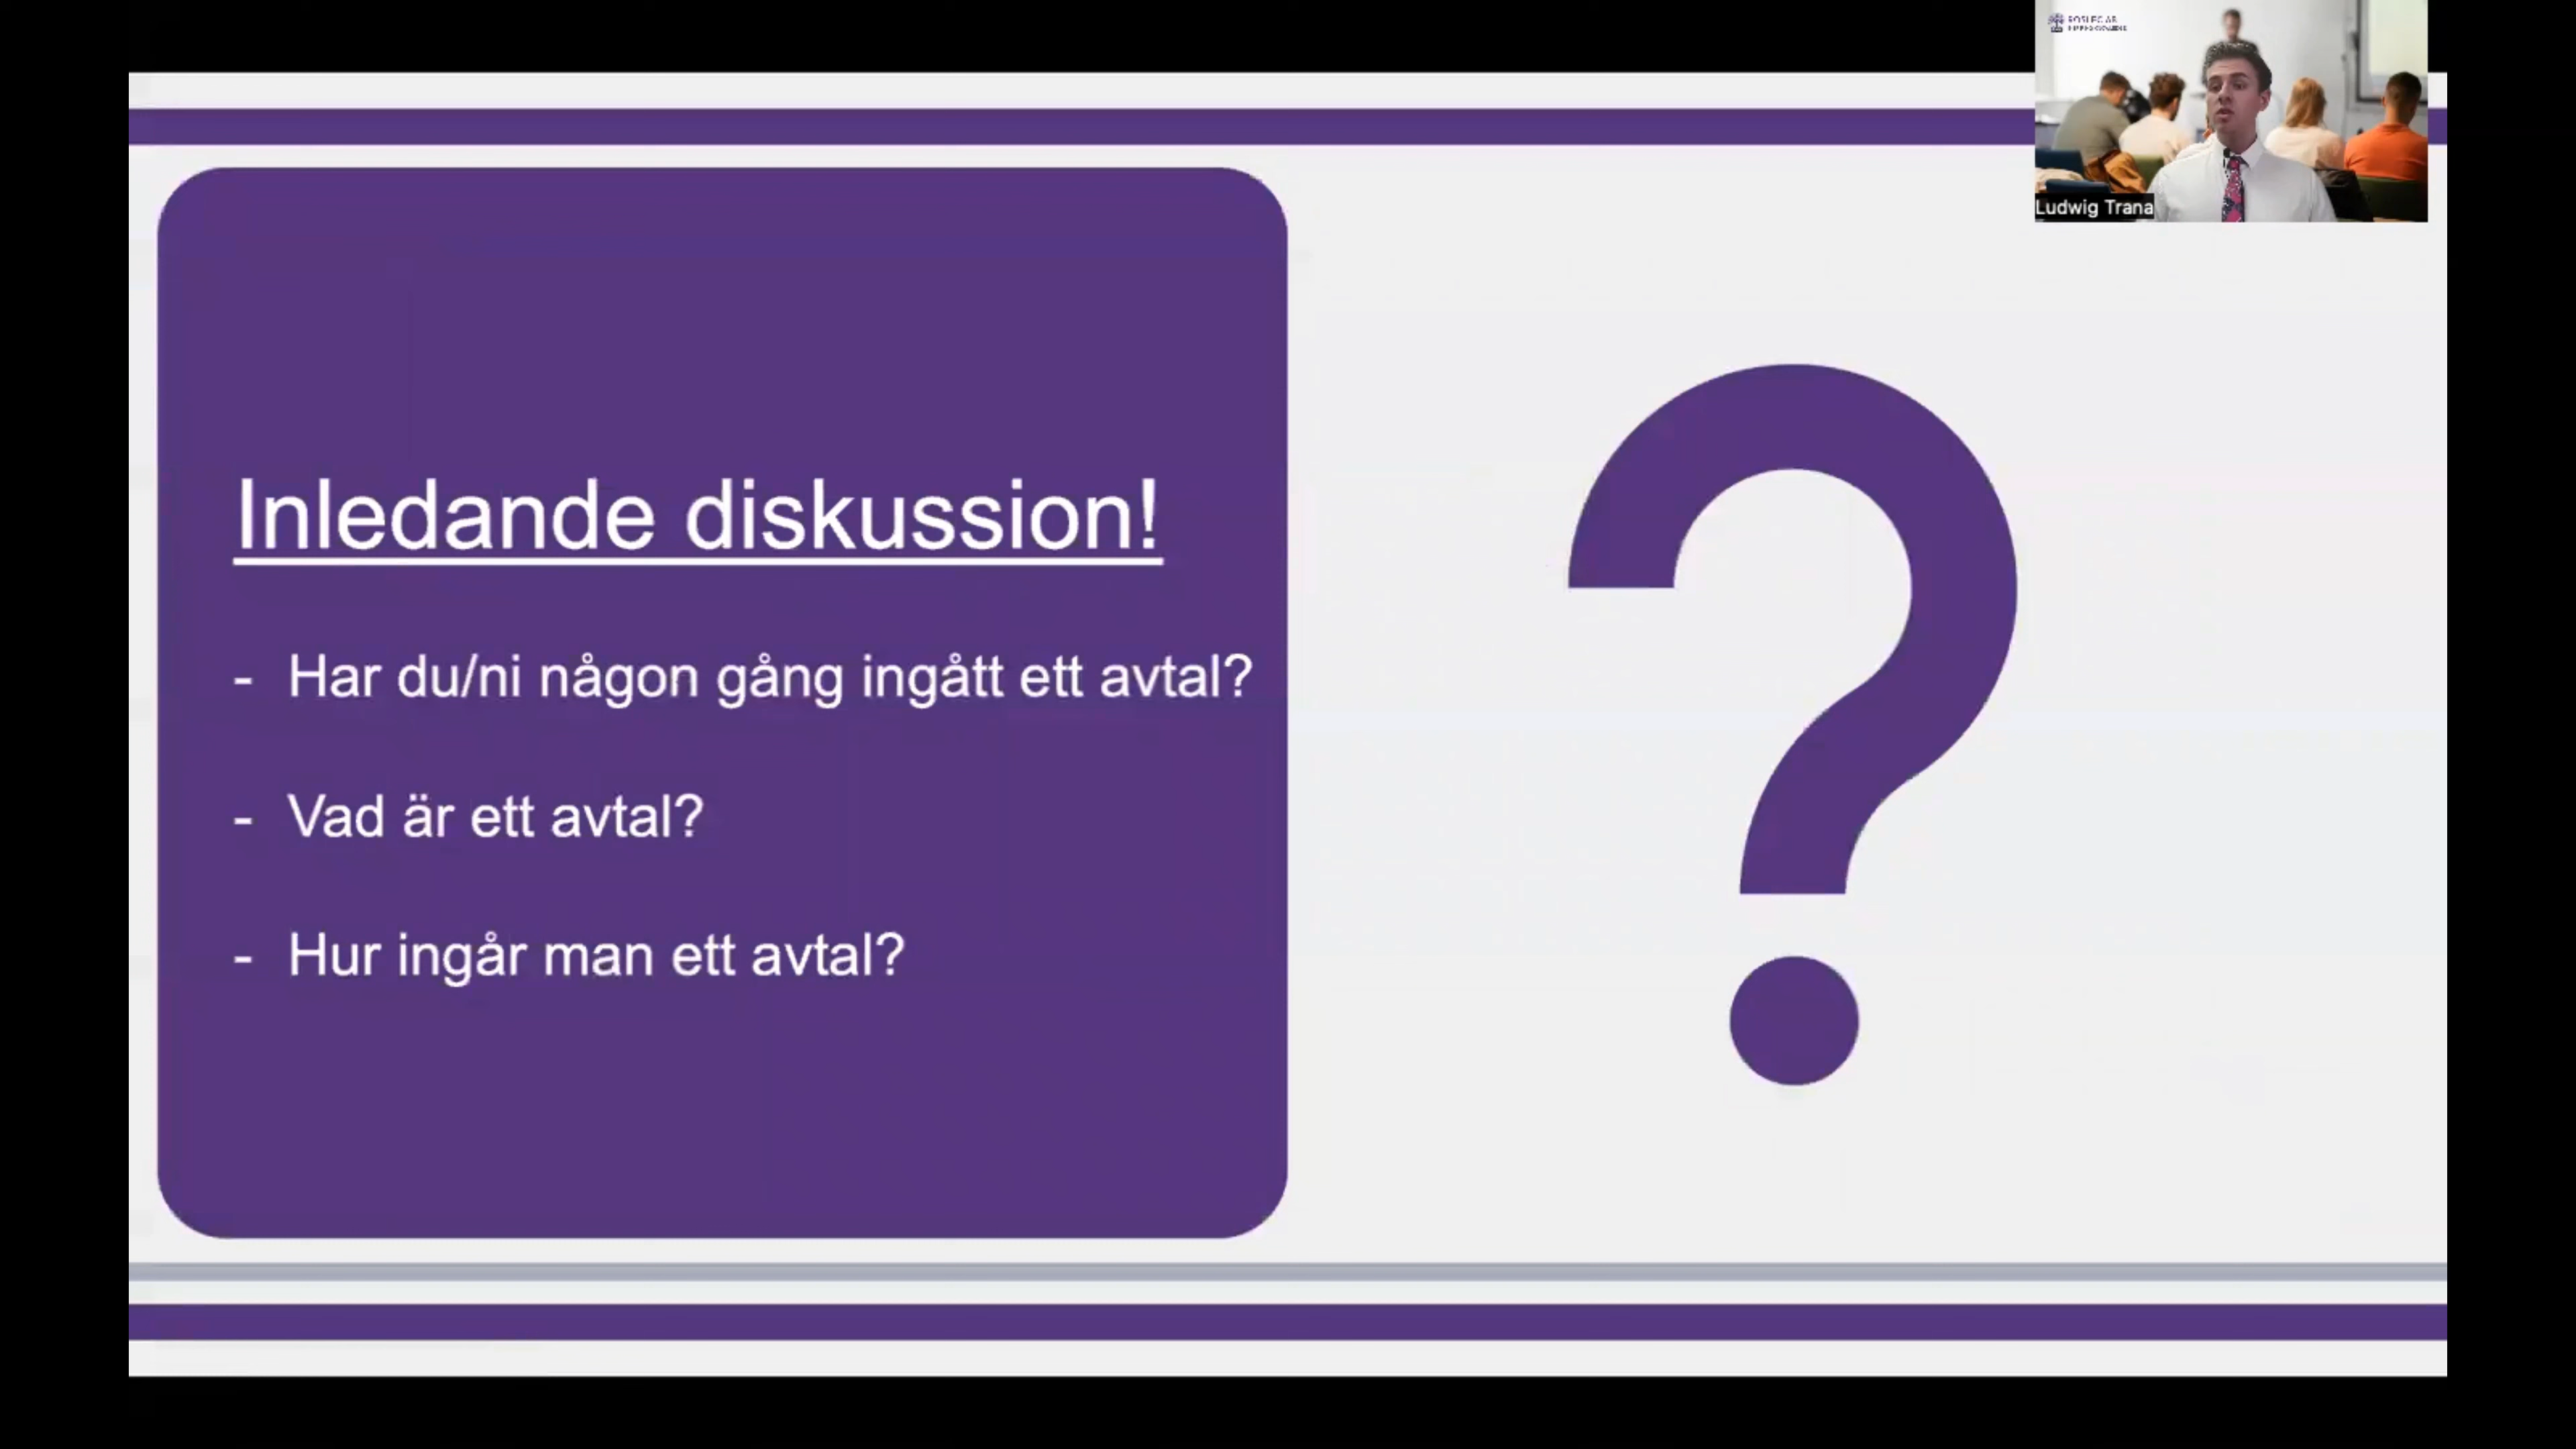 Inledande diskussion!
- Har du/ni någon gång ingått ett avtal?
- Vad är ett avtal?
- Hur ingår man ett avtal?
Ludwig Trana